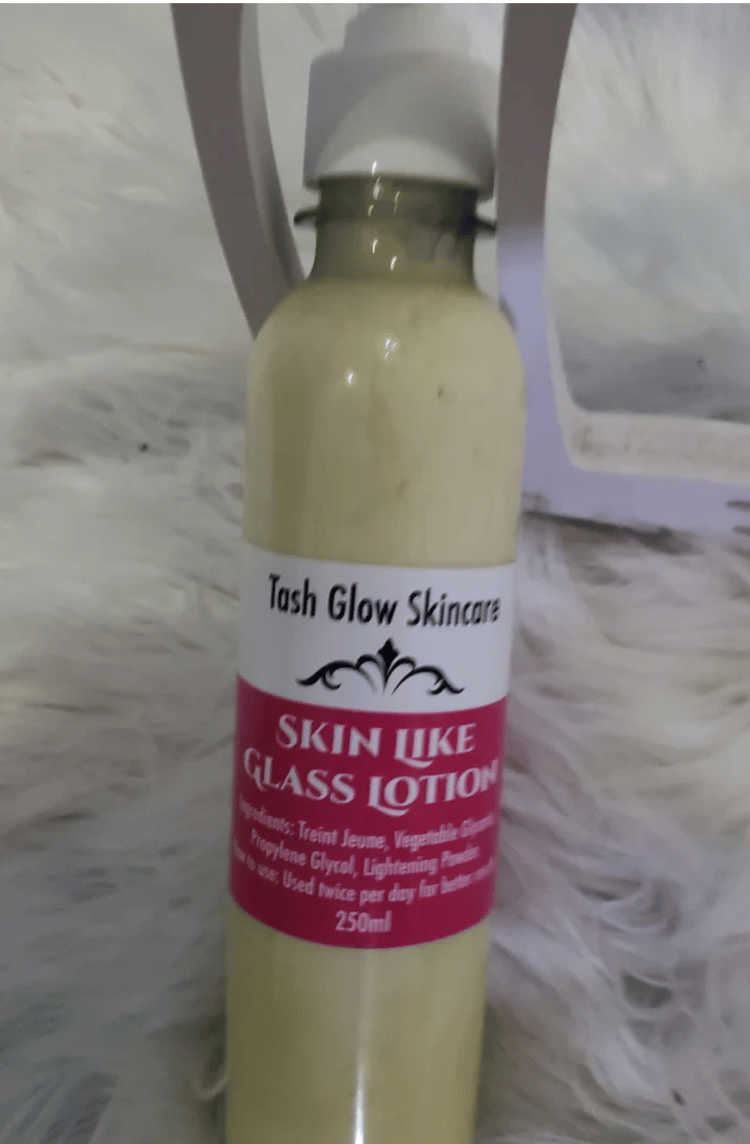 Tash Glow Skincare
SKIN LIKE
GLASS LOTION
Ingredients: Treint Jeune, Vegetable
Propylene Glycol, Lightening Powder
to use: Used twice per day for better
250ml